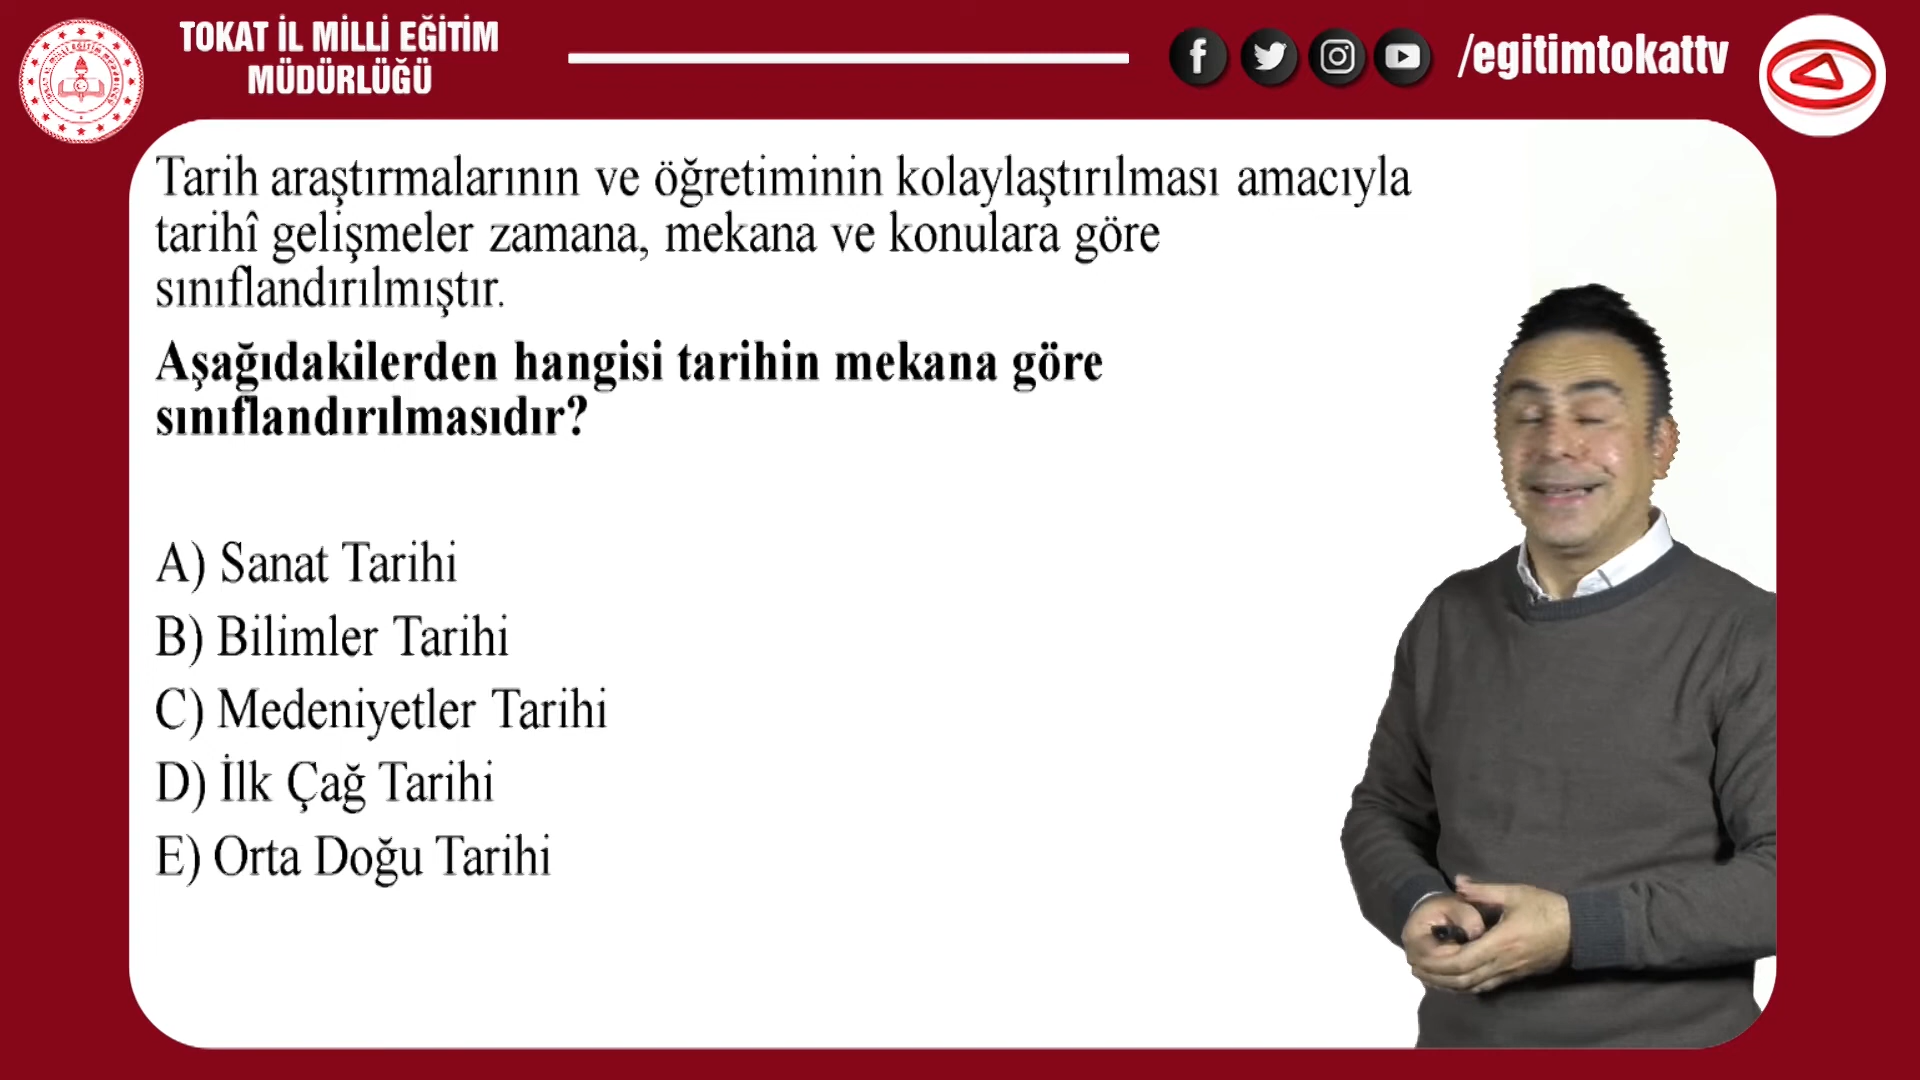 TOKAT İL MİLLİ EĞİTİM
MÜDÜRLÜĞÜ
/egitimtokattv
Tarih araştırmalarının ve öğretiminin kolaylaştırılması amacıyla
tarihî gelişmeler zamana, mekana ve konulara göre
sınıflandırılmıştır.
Aşağıdakilerden hangisi tarihin mekana göre
sınıflandırılmasıdır?
A) Sanat Tarihi
B) Bilimler Tarihi
C) Medeniyetler Tarihi
D) İlk Çağ Tarihi
E) Orta Doğu Tarihi